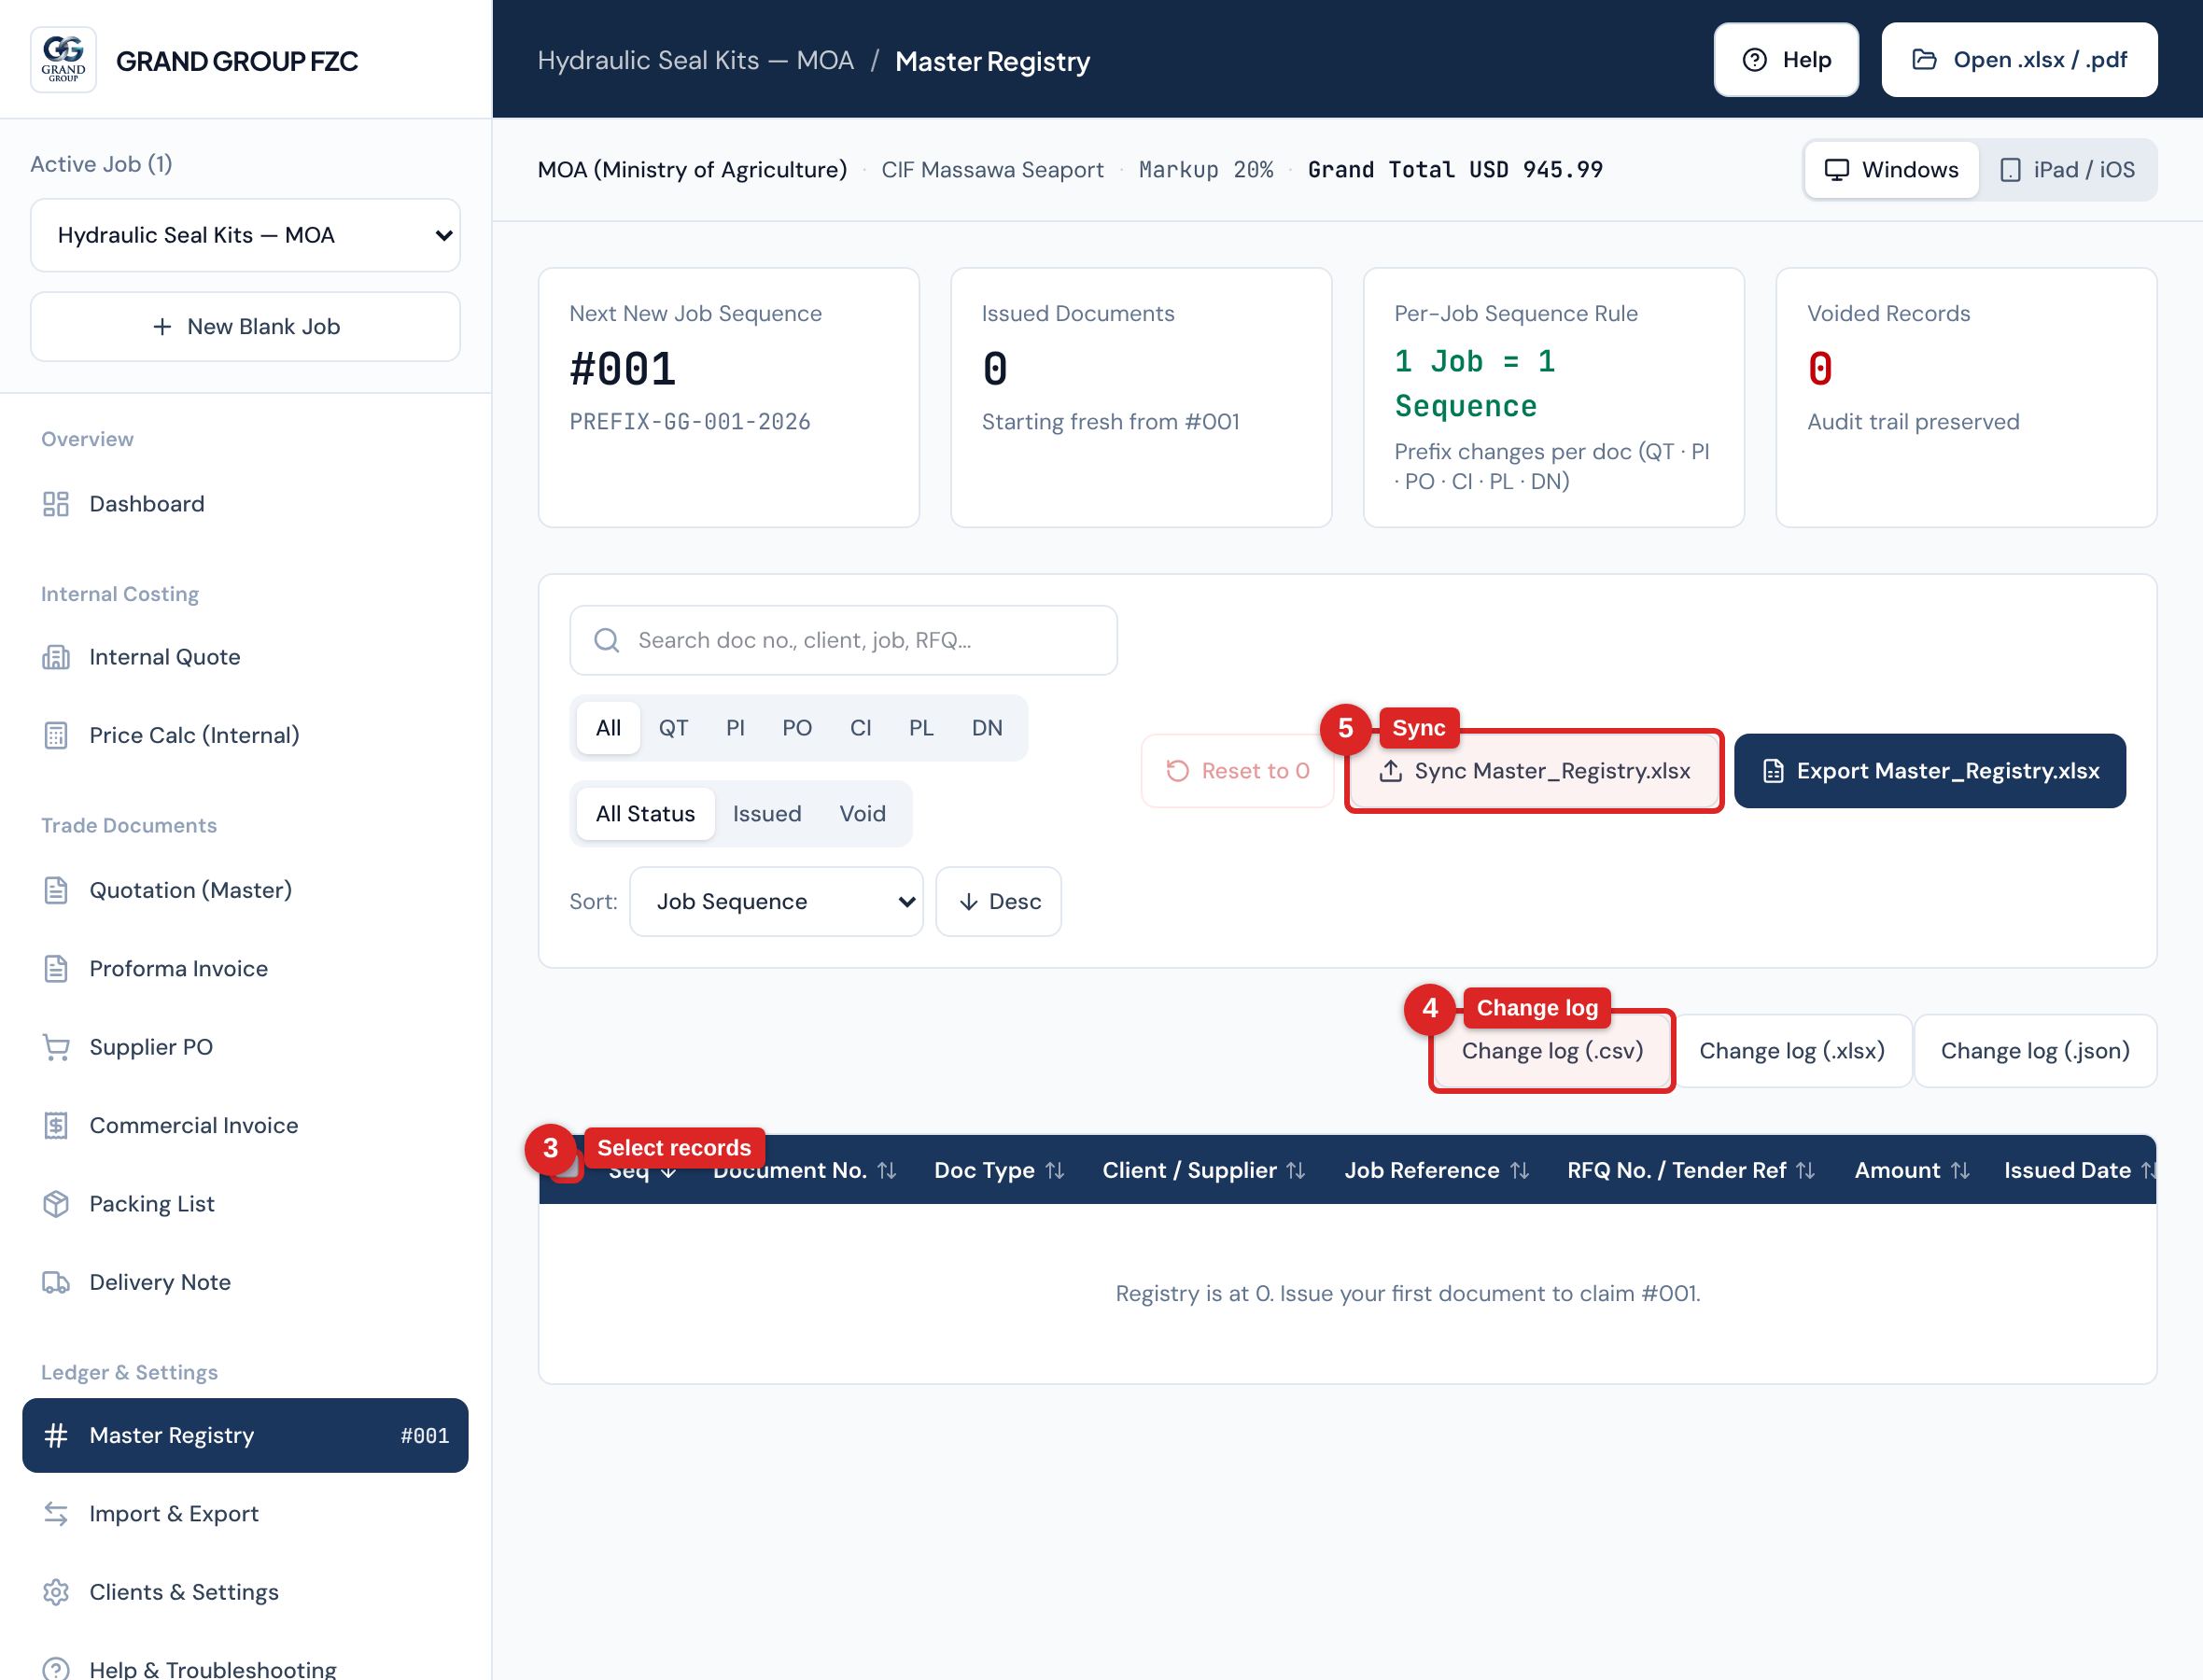 GG
GRAND
GROUP
GRAND GROUP FZC
Hydraulic Seal Kits — MOA / Master Registry
Help
Open .xlsx / .pdf
Active Job (1)
Hydraulic Seal Kits — MOA
New Blank Job
MOA (Ministry of Agriculture) · CIF Massawa Seaport · Markup 20% · Grand Total USD 945.99
Windows
iPad / iOS
Overview
Dashboard
Internal Costing
Internal Quote
Price Calc (Internal)
Trade Documents
Quotation (Master)
Proforma Invoice
Supplier PO
Commercial Invoice
Packing List
Delivery Note
Ledger & Settings
Master Registry #001
Import & Export
Clients & Settings
Help & Troubleshooting
Next New Job Sequence
#001
PREFIX-GG-001-2026
Issued Documents
0
Starting fresh from #001
Per-Job Sequence Rule
1 Job = 1
Sequence
Prefix changes per doc (QT · PI
· PO · CI · PL · DN)
Voided Records
0
Audit trail preserved
Search doc no., client, job, RFQ...
All QT PI PO CI PL DN
All Status Issued Void
Sort: Job Sequence Desc
Reset to 0
5 Sync
Sync Master_Registry.xlsx
Export Master_Registry.xlsx
4 Change log
Change log (.csv) Change log (.xlsx) Change log (.json)
3 Select records
Seq Document No. Doc Type Client / Supplier Job Reference RFQ No. / Tender Ref Amount Issued Date
Registry is at 0. Issue your first document to claim #001.